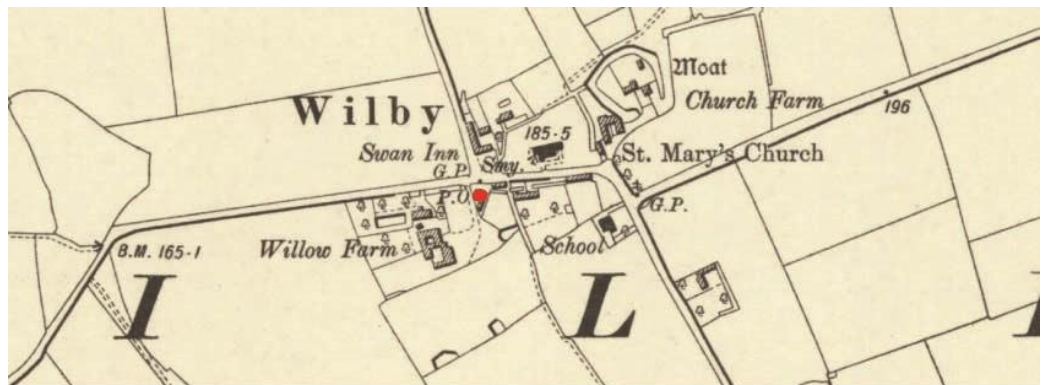 Moat
Wilby
Church Farm
196
185·5
Swan Inn
Smy.
St. Mary's Church
G.P.
P.O
G.P.
B.M. 165·1
Willow Farm
School
I
L